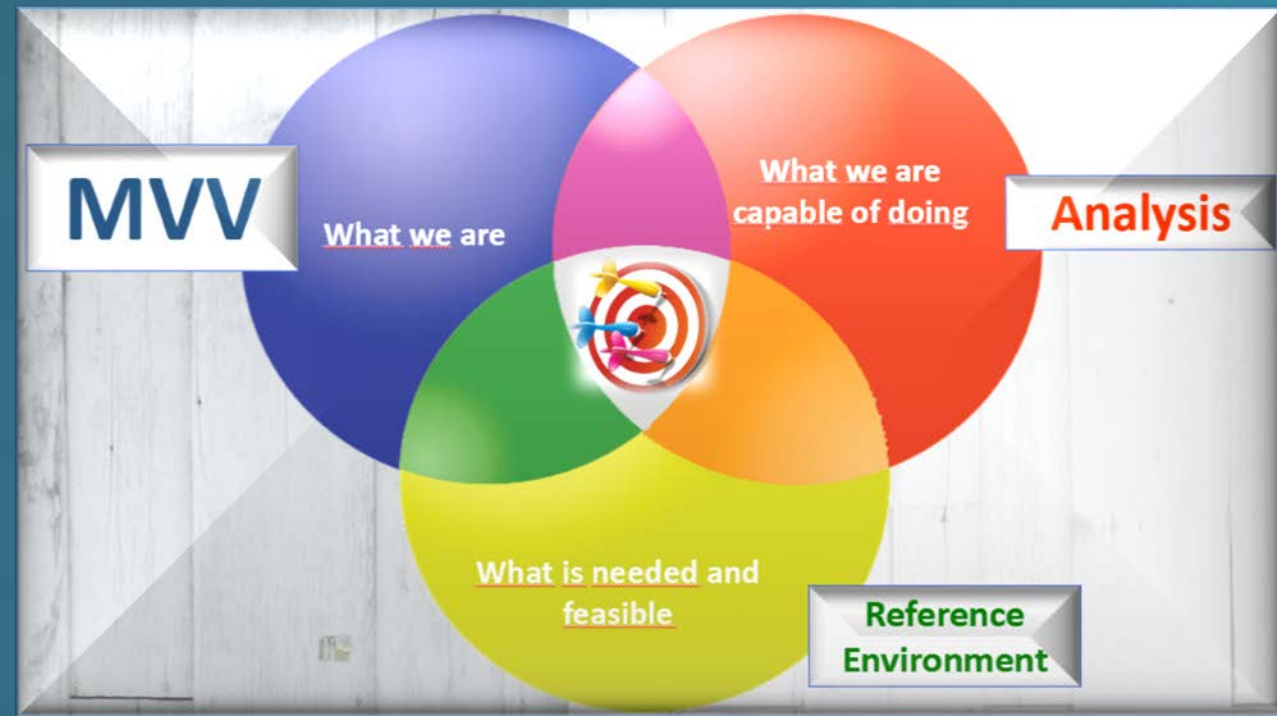 MVV
What we are
What we are
capable of doing
Analysis
What is needed and
feasible
Reference
Environment